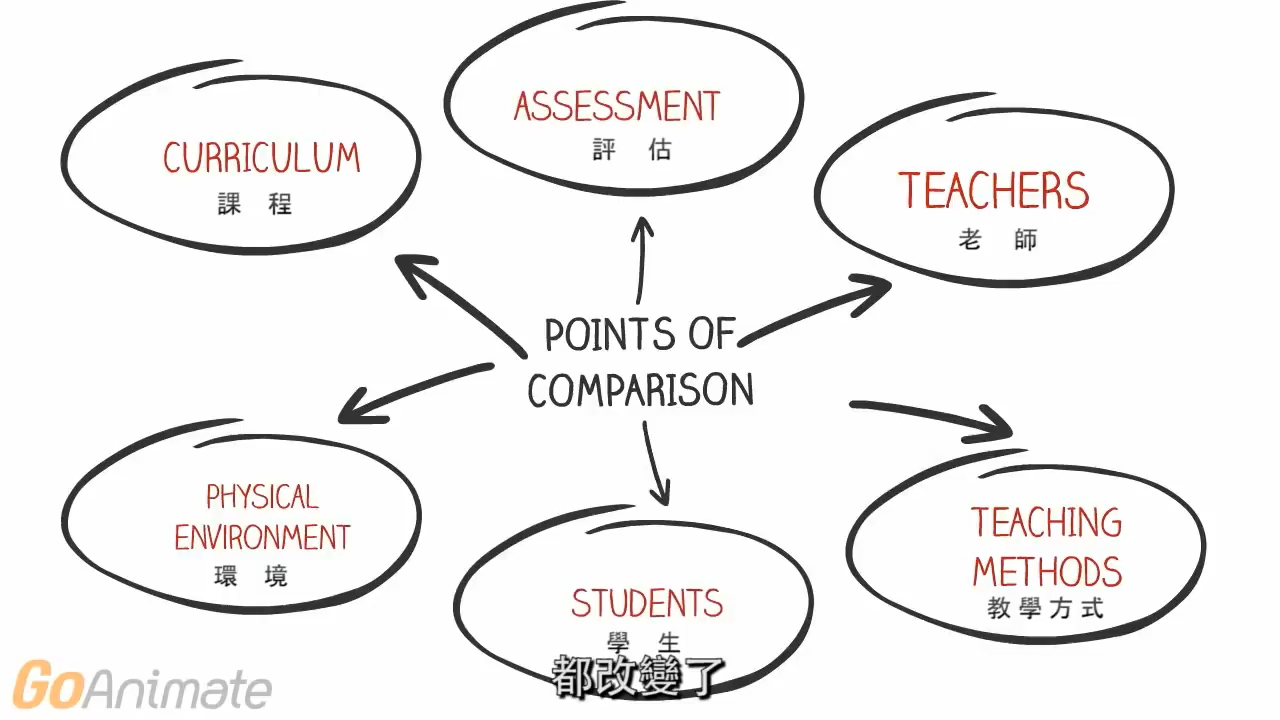 ASSESSMENT
評 估
CURRICULUM
課 程
TEACHERS
老 師
POINTS OF
COMPARISON
PHYSICAL
ENVIRONMENT
環 境
STUDENTS
學 生
TEACHING
METHODS
教學方式
都改變了
GoAnimate